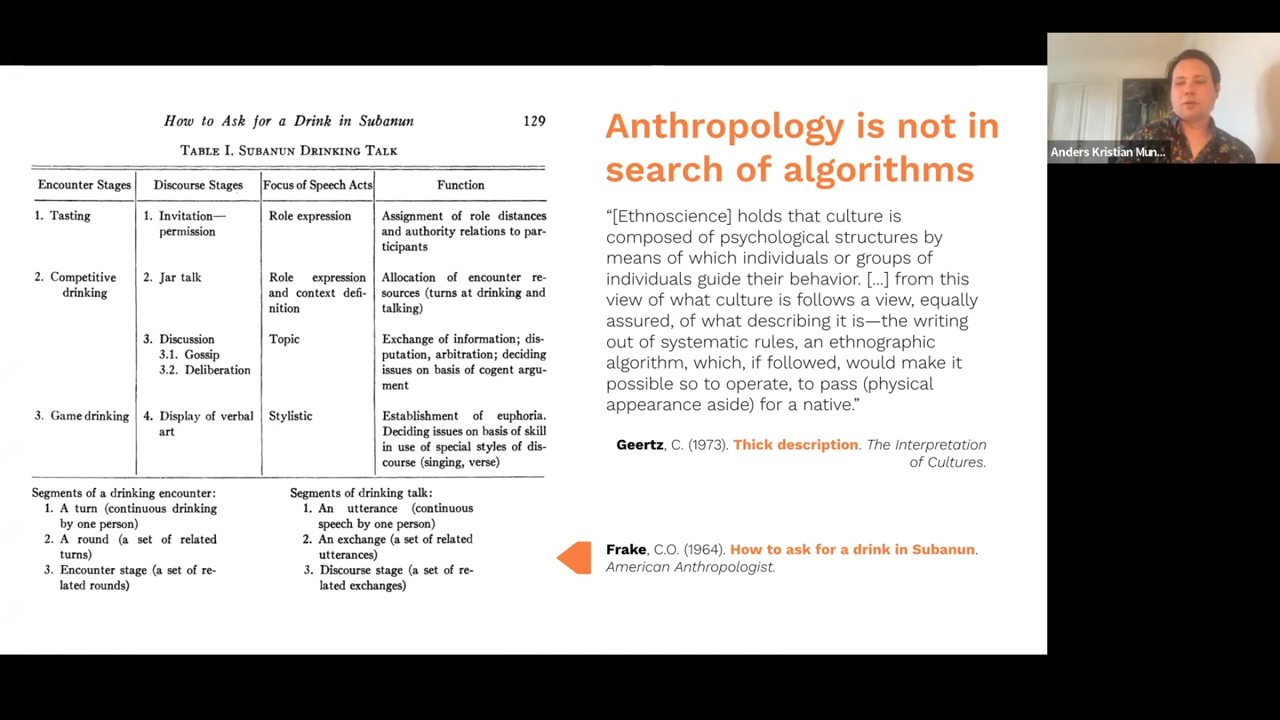 How to Ask for a Drink in Subanun 129
TABLE I. SUBANUN DRINKING TALK
Encounter Stages Discourse Stages Focus of Speech Acts Function
1. Tasting 1. Invitation— Role expression Assignment of role distances
permission and authority relations to par-
ticipants
2. Competitive 2. Jar talk Role expression Allocation of encounter re-
drinking and context defi- sources (turns at drinking and
nition talking)
3. Discussion Topic Exchange of information; dis-
3.1. Gossip putation, arbitration; deciding
3.2. Deliberation issues on basis of cogent argu-
ment
3. Game drinking 4. Display of verbal Stylistic Establishment of euphoria.
art Deciding issues on basis of skill
in use of special styles of dis-
course (singing, verse)
Segments of a drinking encounter:
1. A turn (continuous drinking
by one person)
2. A round (a set of related
turns)
3. Encounter stage (a set of re-
lated rounds)
Segments of drinking talk:
1. An utterance (continuous
speech by one person)
2. An exchange (a set of related
utterances)
3. Discourse stage (a set of re-
lated exchanges)
Anthropology is not in
search of algorithms
“[Ethnoscience] holds that culture is
composed of psychological structures by
means of which individuals or groups of
individuals guide their behavior. [...] from this
view of what culture is follows a view, equally
assured, of what describing it is—the writing
out of systematic rules, an ethnographic
algorithm, which, if followed, would make it
possible so to operate, to pass (physical
appearance aside) for a native.”
Geertz, C. (1973). Thick description. The Interpretation
of Cultures.
Frake, C.O. (1964). How to ask for a drink in Subanun.
American Anthropologist.
Anders Kristian Mun...